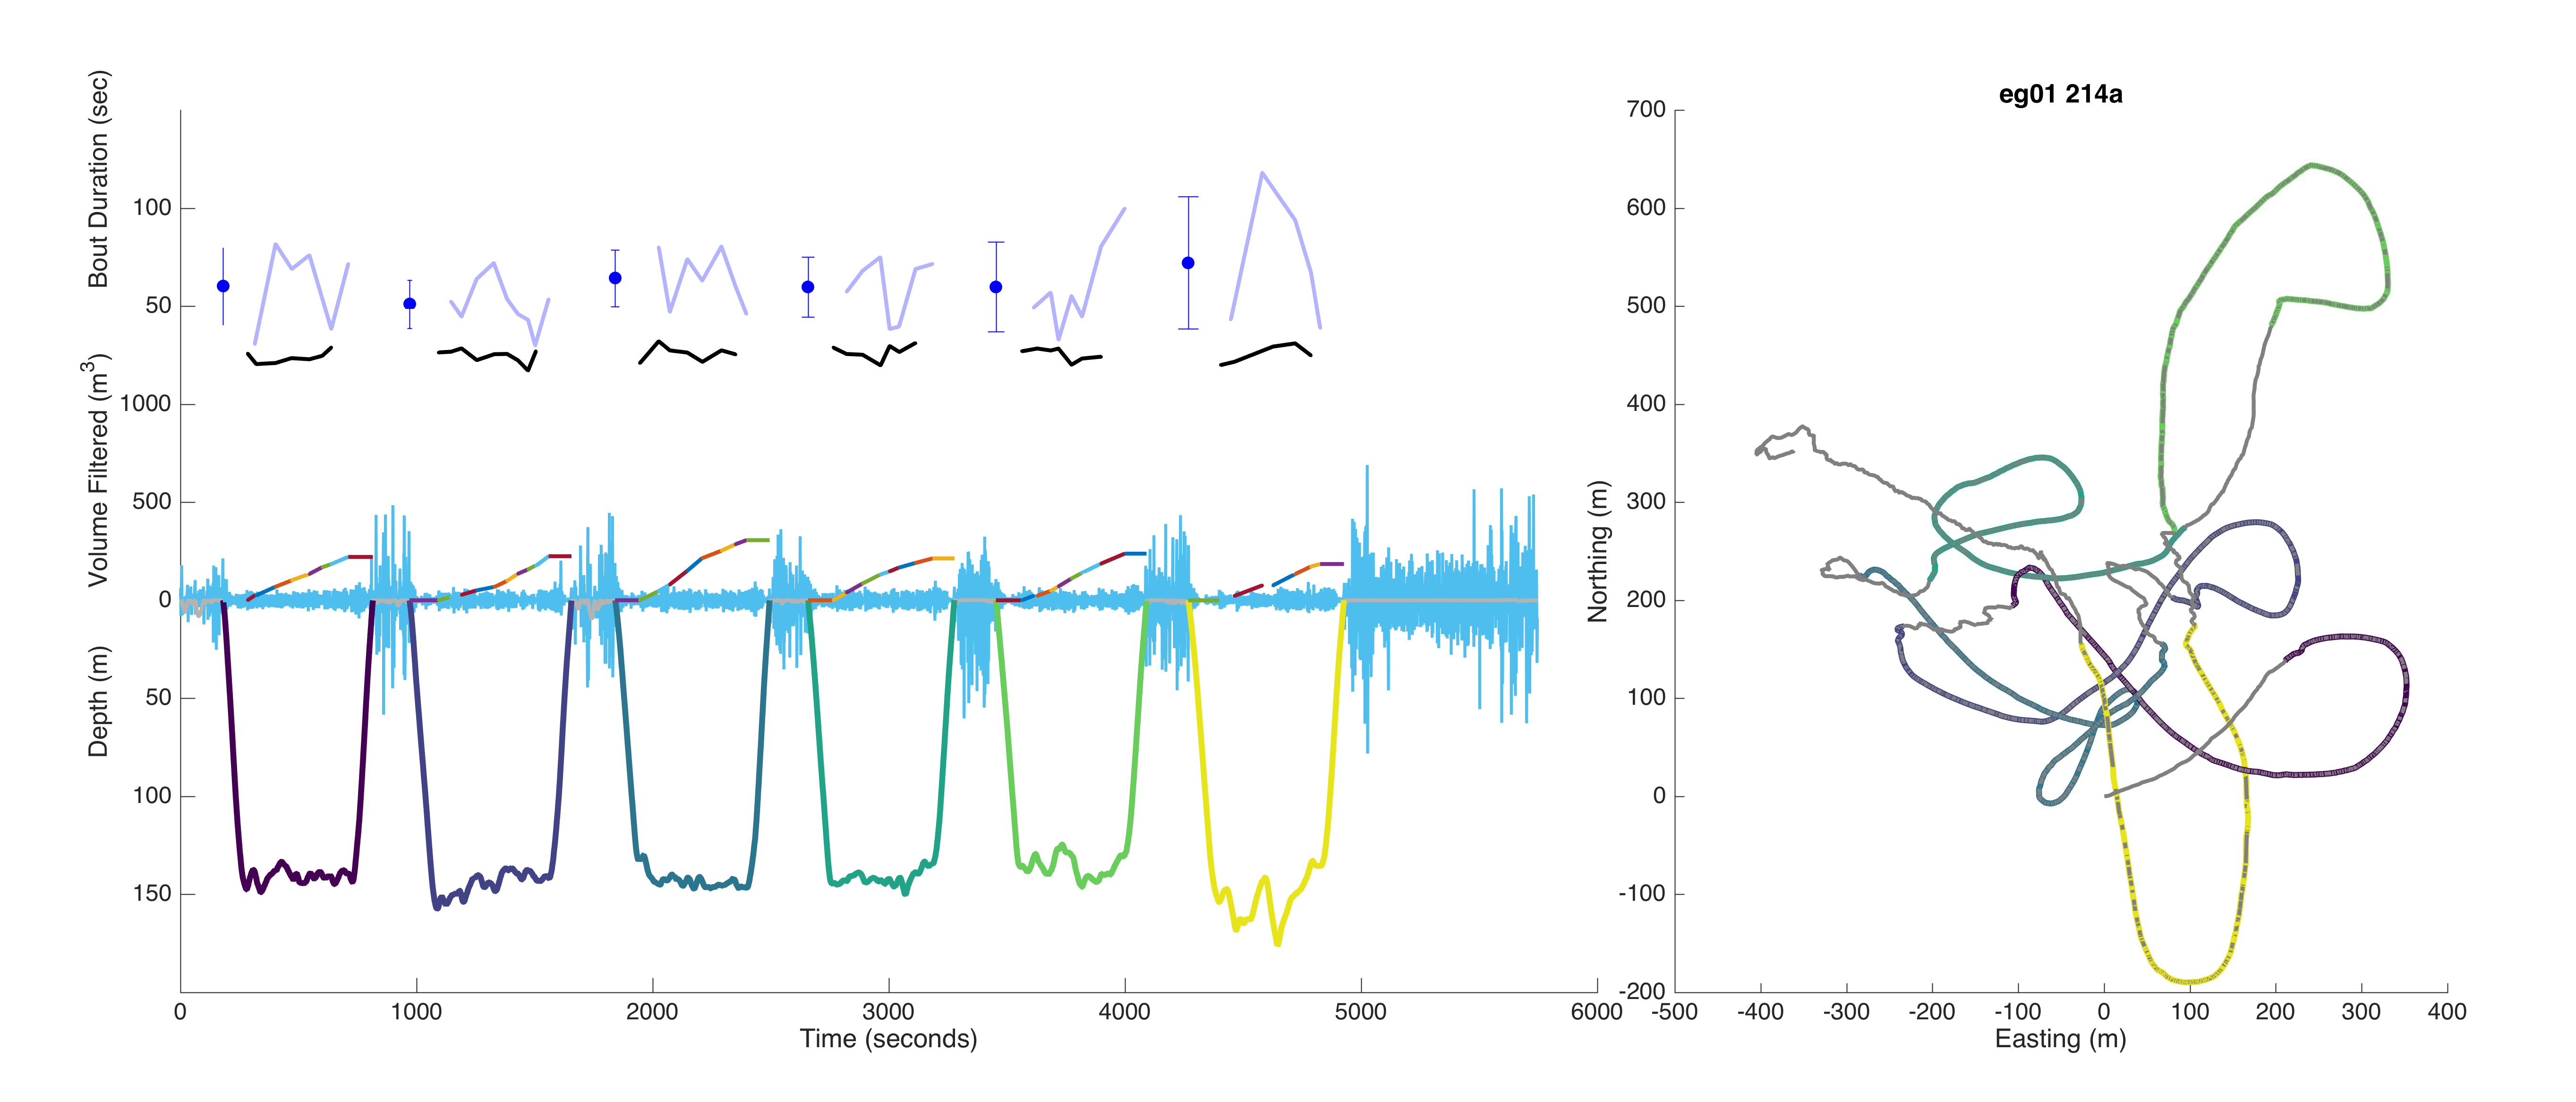 Bout Duration (sec)
100
50
Volume Filtered (m3)
1000
500
0
Depth (m)
50
100
150
0 1000 2000 3000 4000 5000 6000
Time (seconds)
eg01 214a
Northing (m)
700
600
500
400
300
200
100
0
-100
-200
-500 -400 -300 -200 -100 0 100 200 300 400
Easting (m)